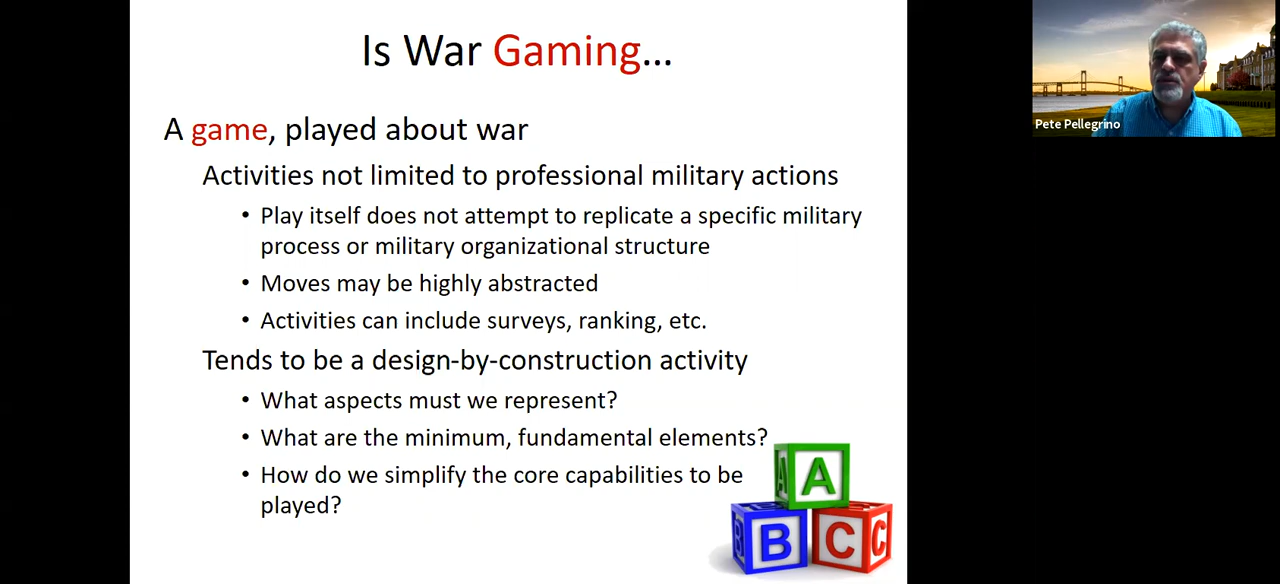 Is War Gaming...
A game, played about war
Activities not limited to professional military actions
• Play itself does not attempt to replicate a specific military
process or military organizational structure
• Moves may be highly abstracted
• Activities can include surveys, ranking, etc.
Tends to be a design-by-construction activity
• What aspects must we represent?
• What are the minimum, fundamental elements?
• How do we simplify the core capabilities to be
played?
A A
B B C C
Pete Pellegrino